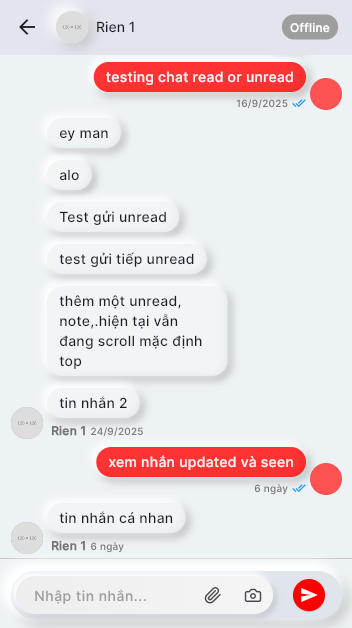 Rien 1
Offline
testing chat read or unread
16/9/2025
ey man
alo
Test gửi unread
test gửi tiếp unread
thêm một unread,
note,.hiện tại vẫn
đang scroll mặc định
top
tin nhắn 2
Rien 1 24/9/2025
xem nhắn updated và seen
6 ngày
tin nhắn cá nhan
Rien 1 6 ngày
Nhập tin nhắn...